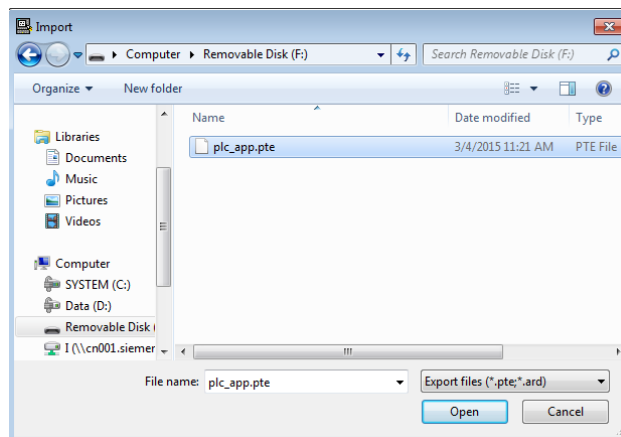 Import
Computer Removable Disk (F:) Search Removable Disk (F:)
Organize New folder
Name Date modified Type
Libraries
Documents
Music
Pictures
Videos
Computer
SYSTEM (C:)
Data (D:)
Removable Disk (
I (\\cn001.siemer
plc_app.pte 3/4/2015 11:21 AM PTE File
File name: plc_app.pte Export files (*.pte;*.ard)
Open Cancel